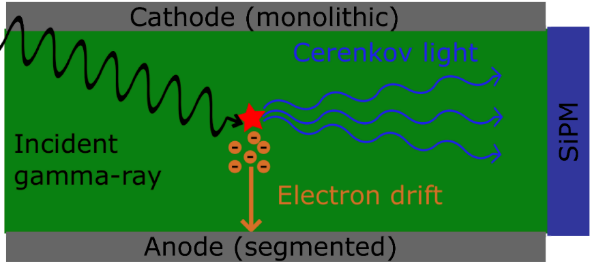 Cathode (monolithic)
Cerenkov light
Incident
gamma-ray
SiPM
Electron drift
Anode (segmented)